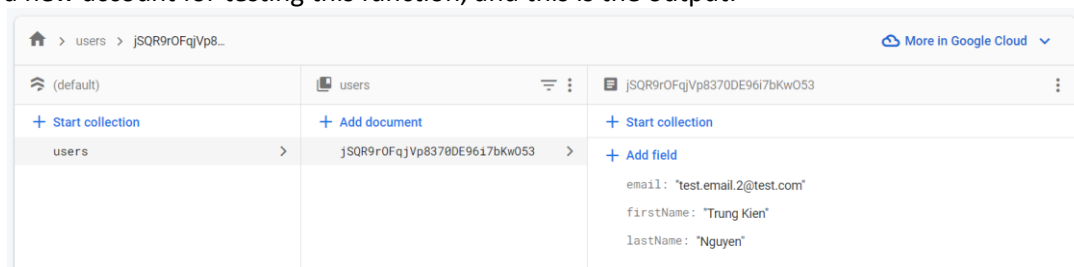 a new account for testing this function, and this is the output:
users > jSQR9rOFqjVp8… More in Google Cloud
(default) users jSQR9rOFqjVp8370DE96i7bKwO53
+ Start collection + Add document + Start collection
users > jSQR9rOFqjVp8370DE96i7bKwO53 > + Add field
email: "test.email.2@test.com"
firstName: "Trung Kien"
lastName: "Nguyen"